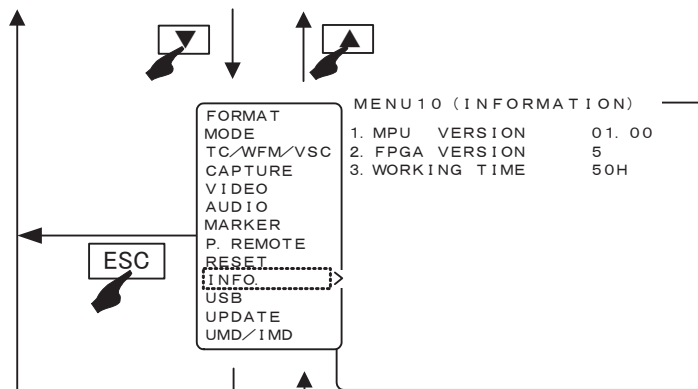 MENU10 (INFORMATION)
FORMAT
MODE
TC/WFM/VSC
CAPTURE
VIDEO
AUDIO
MARKER
P. REMOTE
RESET
INFO.
USB
UPDATE
UMD/IMD
1. MPU VERSION 01. 00
2. FPGA VERSION 5
3. WORKING TIME 50H
ESC